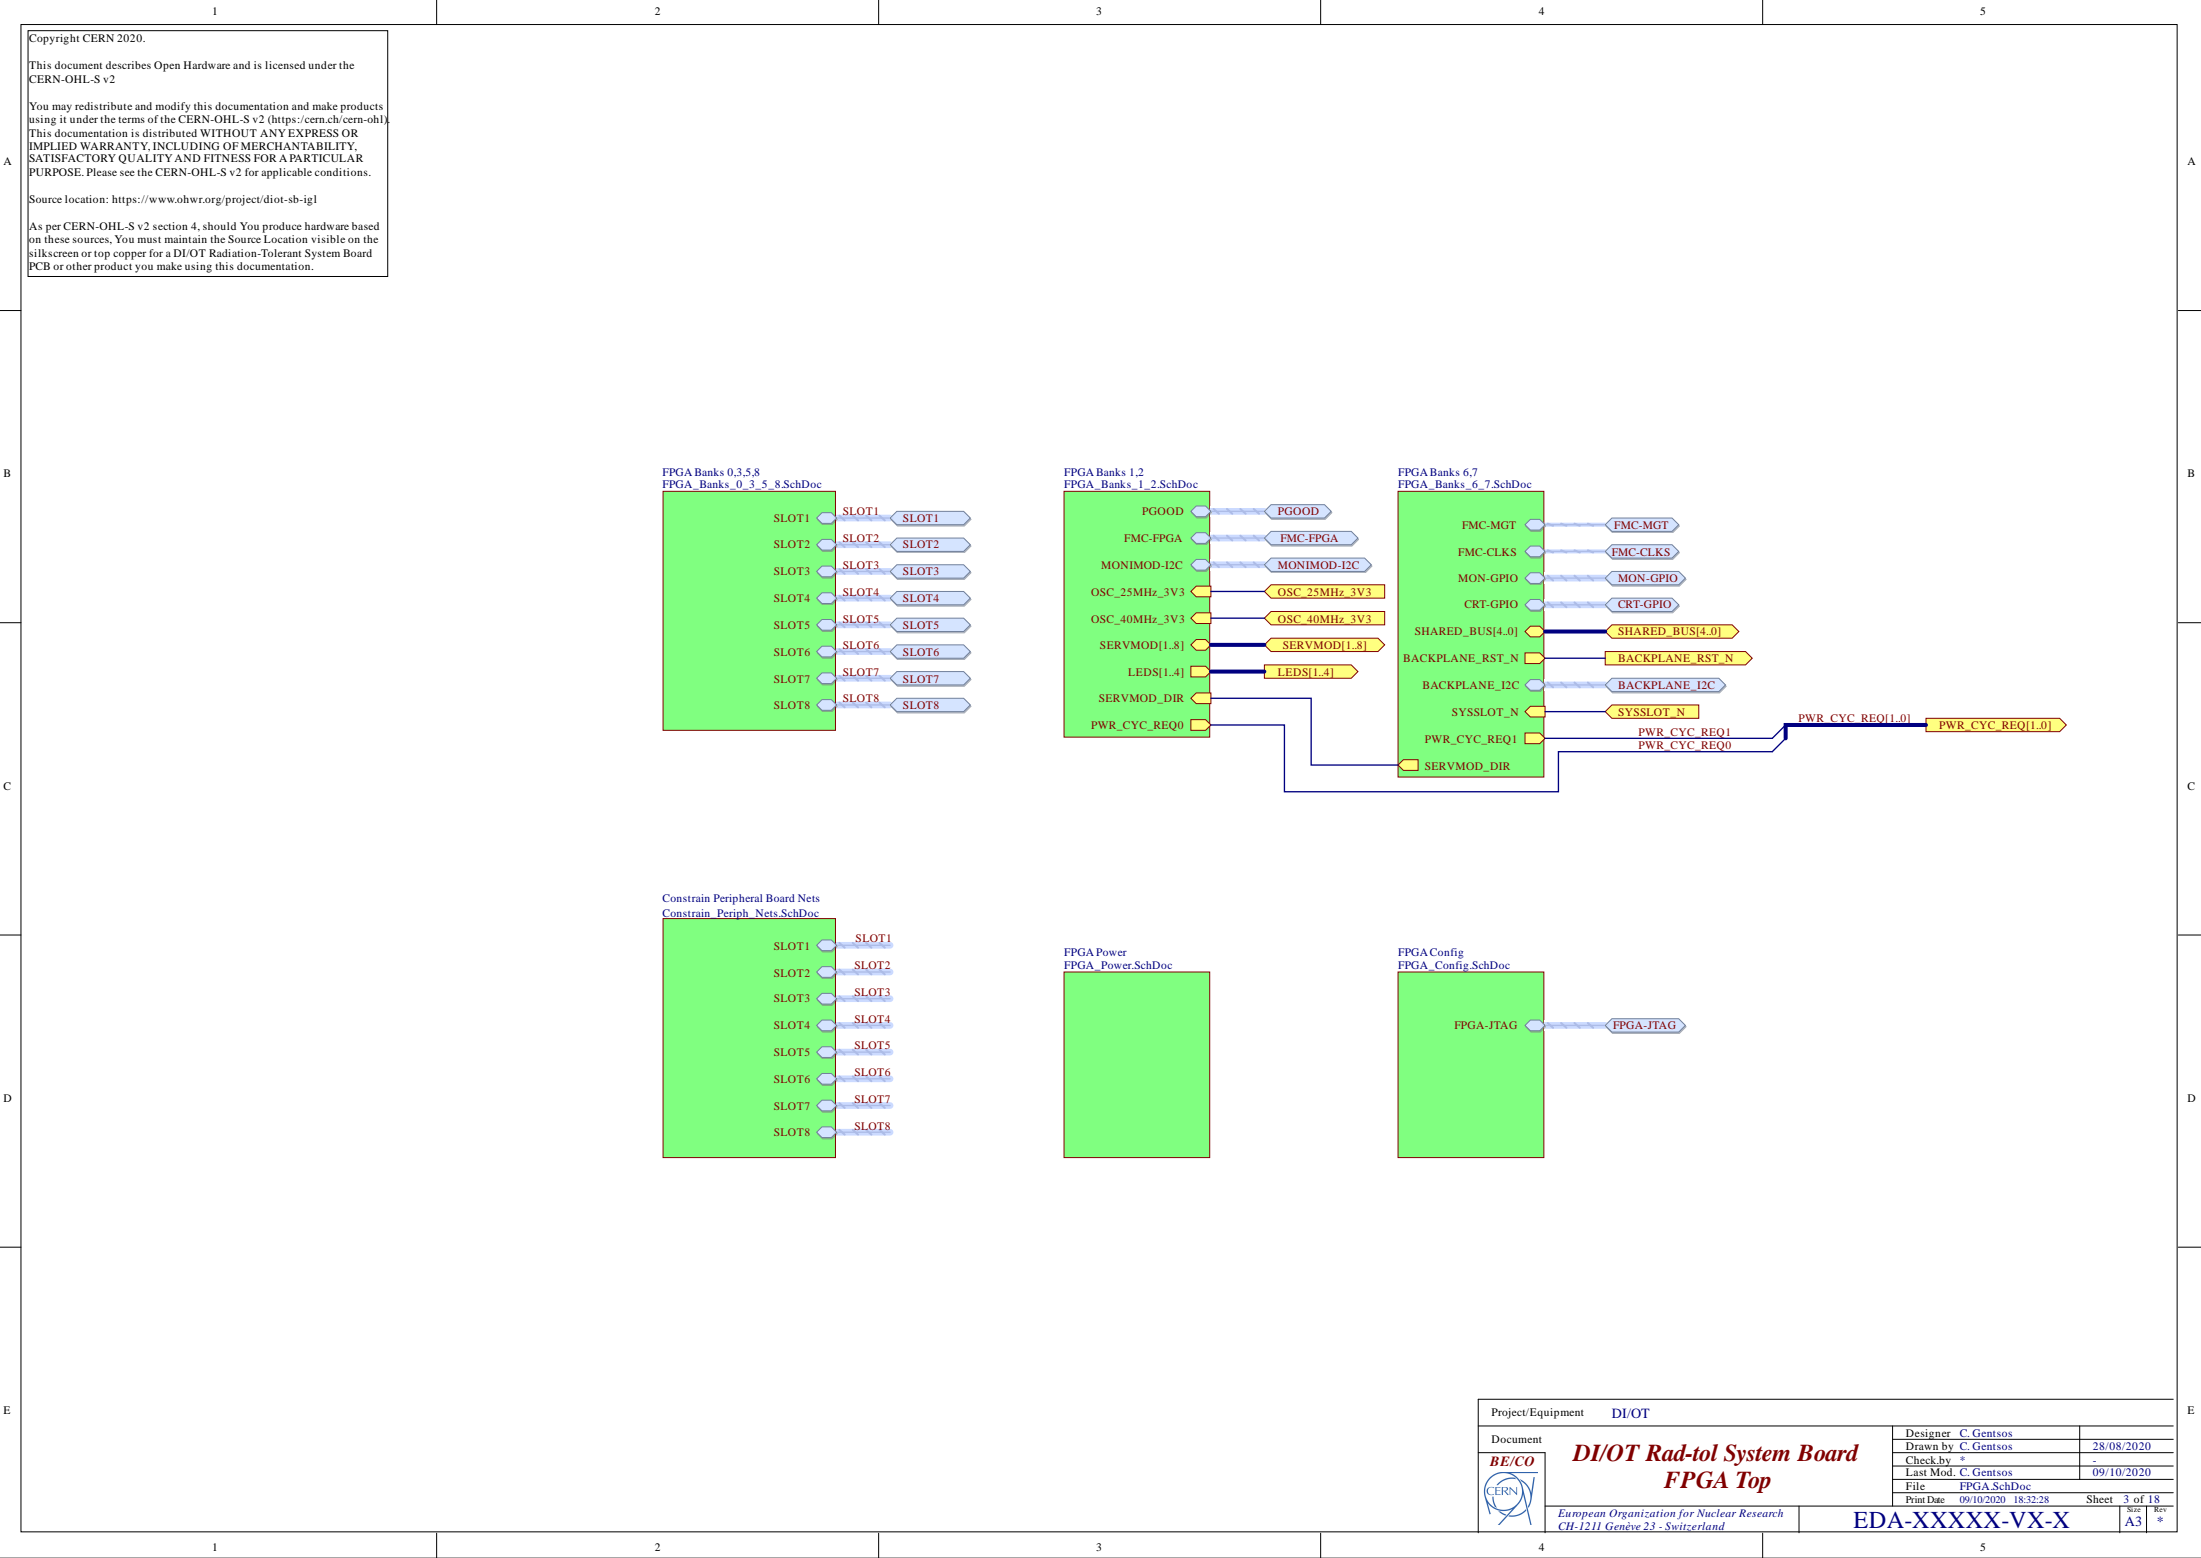 1 2 3 4 5
Copyright CERN 2020.
This document describes Open Hardware and is licensed under the
CERN-OHL-S v2
You may redistribute and modify this documentation and make products
using it under the terms of the CERN-OHL-S v2 (https:/cern.ch/cern-ohl).
This documentation is distributed WITHOUT ANY EXPRESS OR
IMPLIED WARRANTY, INCLUDING OF MERCHANTABILITY,
SATISFACTORY QUALITY AND FITNESS FOR A PARTICULAR
PURPOSE. Please see the CERN-OHL-S v2 for applicable conditions.
Source location: https://www.ohwr.org/project/diot-sb-igl
As per CERN-OHL-S v2 section 4, should You produce hardware based
on these sources, You must maintain the Source Location visible on the
silkscreen or top copper for a DI/OT Radiation-Tolerant System Board
PCB or other product you make using this documentation.
A A
B B
C C
D D
E E
FPGA Banks 0,3,5,8
FPGA_Banks_0_3_5_8.SchDoc
SLOT1 SLOT1 SLOT1
SLOT2 SLOT2 SLOT2
SLOT3 SLOT3 SLOT3
SLOT4 SLOT4 SLOT4
SLOT5 SLOT5 SLOT5
SLOT6 SLOT6 SLOT6
SLOT7 SLOT7 SLOT7
SLOT8 SLOT8 SLOT8
FPGA Banks 1,2
FPGA_Banks_1_2.SchDoc
PGOOD PGOOD
FMC-FPGA FMC-FPGA
MONIMOD-I2C MONIMOD-I2C
OSC_25MHz_3V3 OSC_25MHz_3V3
OSC_40MHz_3V3 OSC_40MHz_3V3
SERVMOD[1..8] SERVMOD[1..8]
LEDS[1..4] LEDS[1..4]
SERVMOD_DIR
PWR_CYC_REQ0
FPGA Banks 6,7
FPGA_Banks_6_7.SchDoc
FMC-MGT FMC-MGT
FMC-CLKS FMC-CLKS
MON-GPIO MON-GPIO
CRT-GPIO CRT-GPIO
SHARED_BUS[4..0] SHARED_BUS[4..0]
BACKPLANE_RST_N BACKPLANE_RST_N
BACKPLANE_I2C BACKPLANE_I2C
SYSSLOT_N SYSSLOT_N
PWR_CYC_REQ1 PWR_CYC_REQ1 PWR_CYC_REQ[1..0] PWR_CYC_REQ[1..0]
PWR_CYC_REQ0
SERVMOD_DIR
Constrain Peripheral Board Nets
Constrain_Periph_Nets.SchDoc
SLOT1 SLOT1
SLOT2 SLOT2
SLOT3 SLOT3
SLOT4 SLOT4
SLOT5 SLOT5
SLOT6 SLOT6
SLOT7 SLOT7
SLOT8 SLOT8
FPGA Power
FPGA_Power.SchDoc
FPGA Config
FPGA_Config.SchDoc
FPGA-JTAG FPGA-JTAG
Project/Equipment DI/OT
Document
DI/OT Rad-tol System Board
FPGA Top
BE/CO
CERN
European Organization for Nuclear Research
CH-1211 Genève 23 - Switzerland
Designer C. Gentsos
Drawn by C. Gentsos 28/08/2020
Check.by * -
Last Mod. C. Gentsos 09/10/2020
File FPGA.SchDoc
Print Date 09/10/2020 18:32:28 Sheet 3 of 18
EDA-XXXXX-VX-X
Size A3
Rev *
1 2 3 4 5